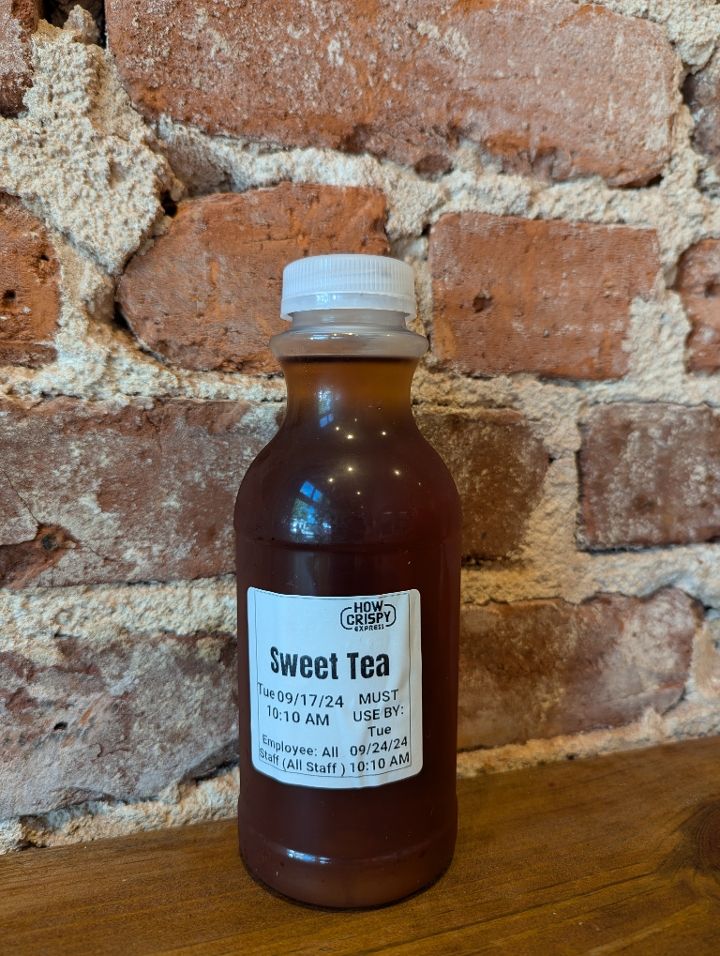 HOW
CRISPY
EXPRESS
Sweet Tea
Tue 09/17/24
10:10 AM
MUST
USE BY:
Tue
09/24/24
10:10 AM
Employee: All
Staff (All Staff )